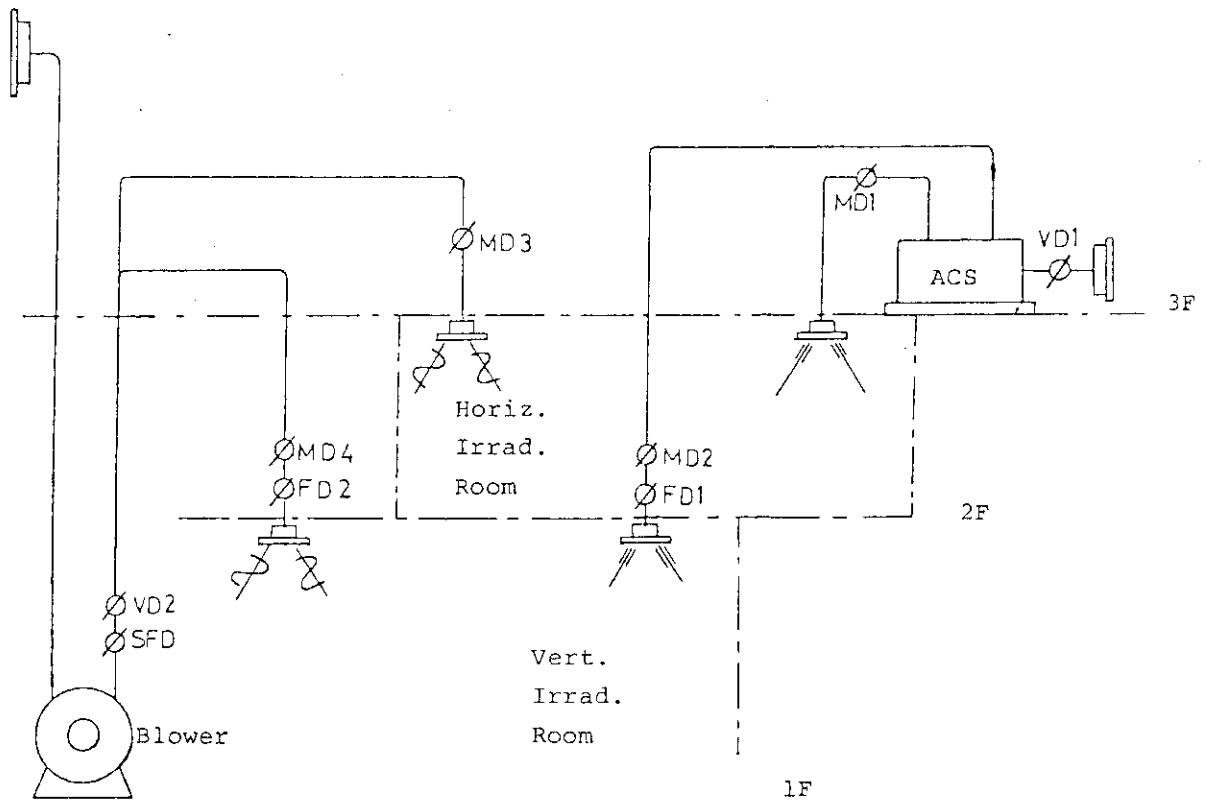 MD1
MD3
VD1
ACS
3F
Horiz.
Irrad.
Room
MD4
MD2
FD2
FD1
2F
VD2
SFD
Vert.
Irrad.
Room
Blower
1F